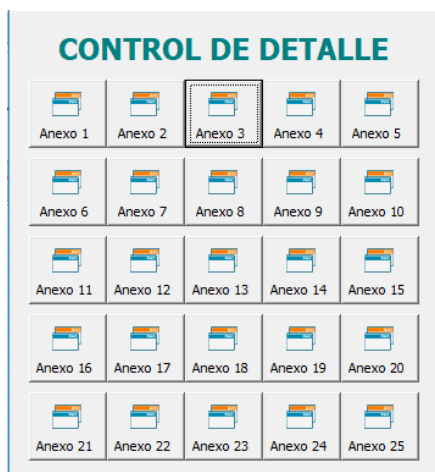 CONTROL DE DETALLE
Anexo 1 Anexo 2 Anexo 3 Anexo 4 Anexo 5
Anexo 6 Anexo 7 Anexo 8 Anexo 9 Anexo 10
Anexo 11 Anexo 12 Anexo 13 Anexo 14 Anexo 15
Anexo 16 Anexo 17 Anexo 18 Anexo 19 Anexo 20
Anexo 21 Anexo 22 Anexo 23 Anexo 24 Anexo 25